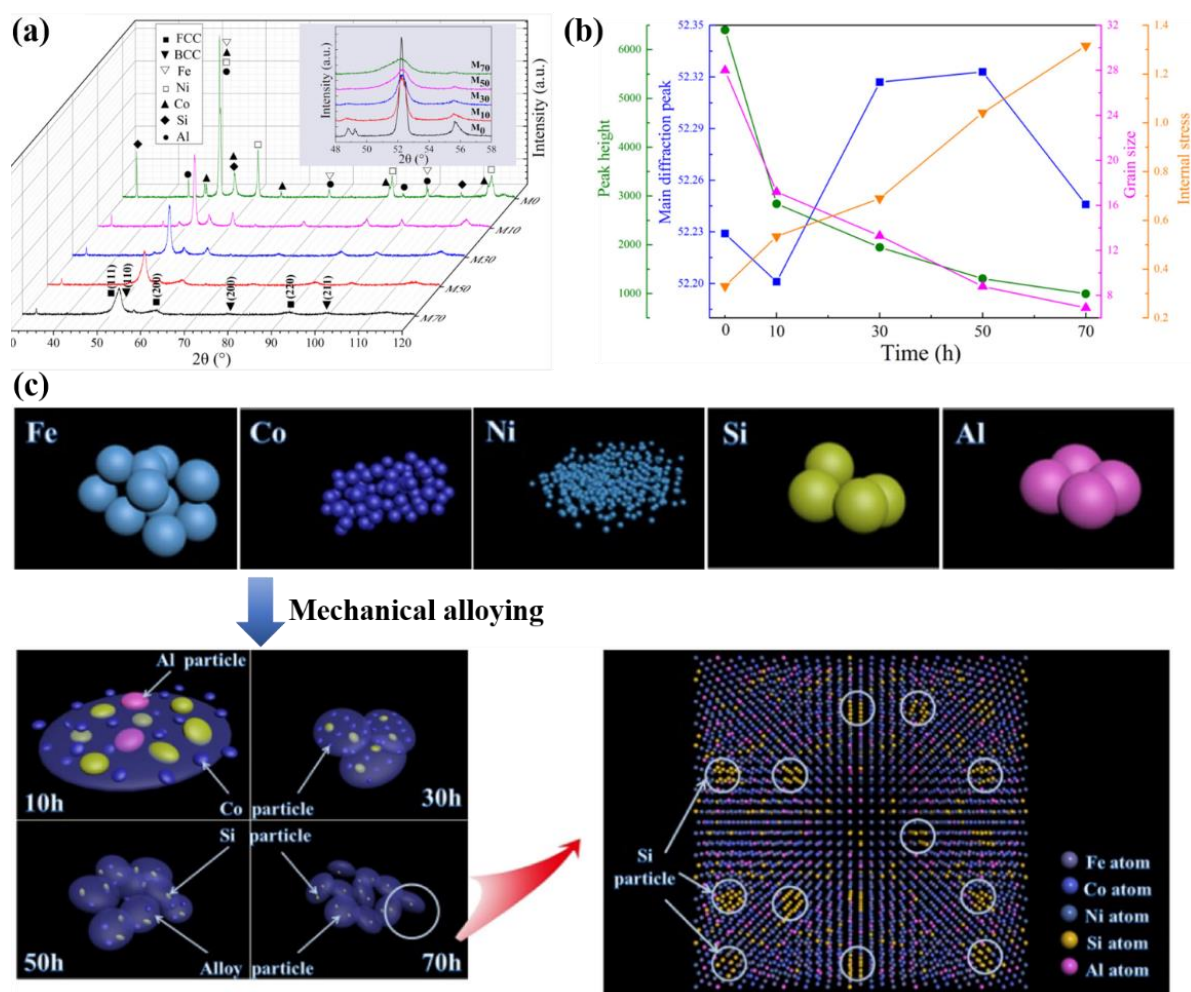 (a)
FCC
BCC
Fe
Ni
Co
Si
Al
Intensity (a.u.)
M70
M50
M30
M10
M0
48 50 52 54 56 58
2θ (°)
Intensity (a.u.)
M0
M10
M30
M50
M70
(111)
(110)
(200)
(200)
(220)
(211)
30 40 50 60 70 80 90 100 110 120
2θ (°)
(b)
Peak height
6000
5000
4000
3000
2000
1000
Main diffraction peak
52.35
52.32
52.29
52.26
52.23
52.20
Grain size
32
28
24
20
16
12
8
Internal stress
1.4
1.2
1.0
0.8
0.6
0.4
0.2
0 10 30 50 70
Time (h)
(c)
Fe
Co
Ni
Si
Al
Mechanical alloying
Al particle
10h
Co particle
30h
Si particle
50h
Alloy particle
70h
Si
particle
Fe atom
Co atom
Ni atom
Si atom
Al atom